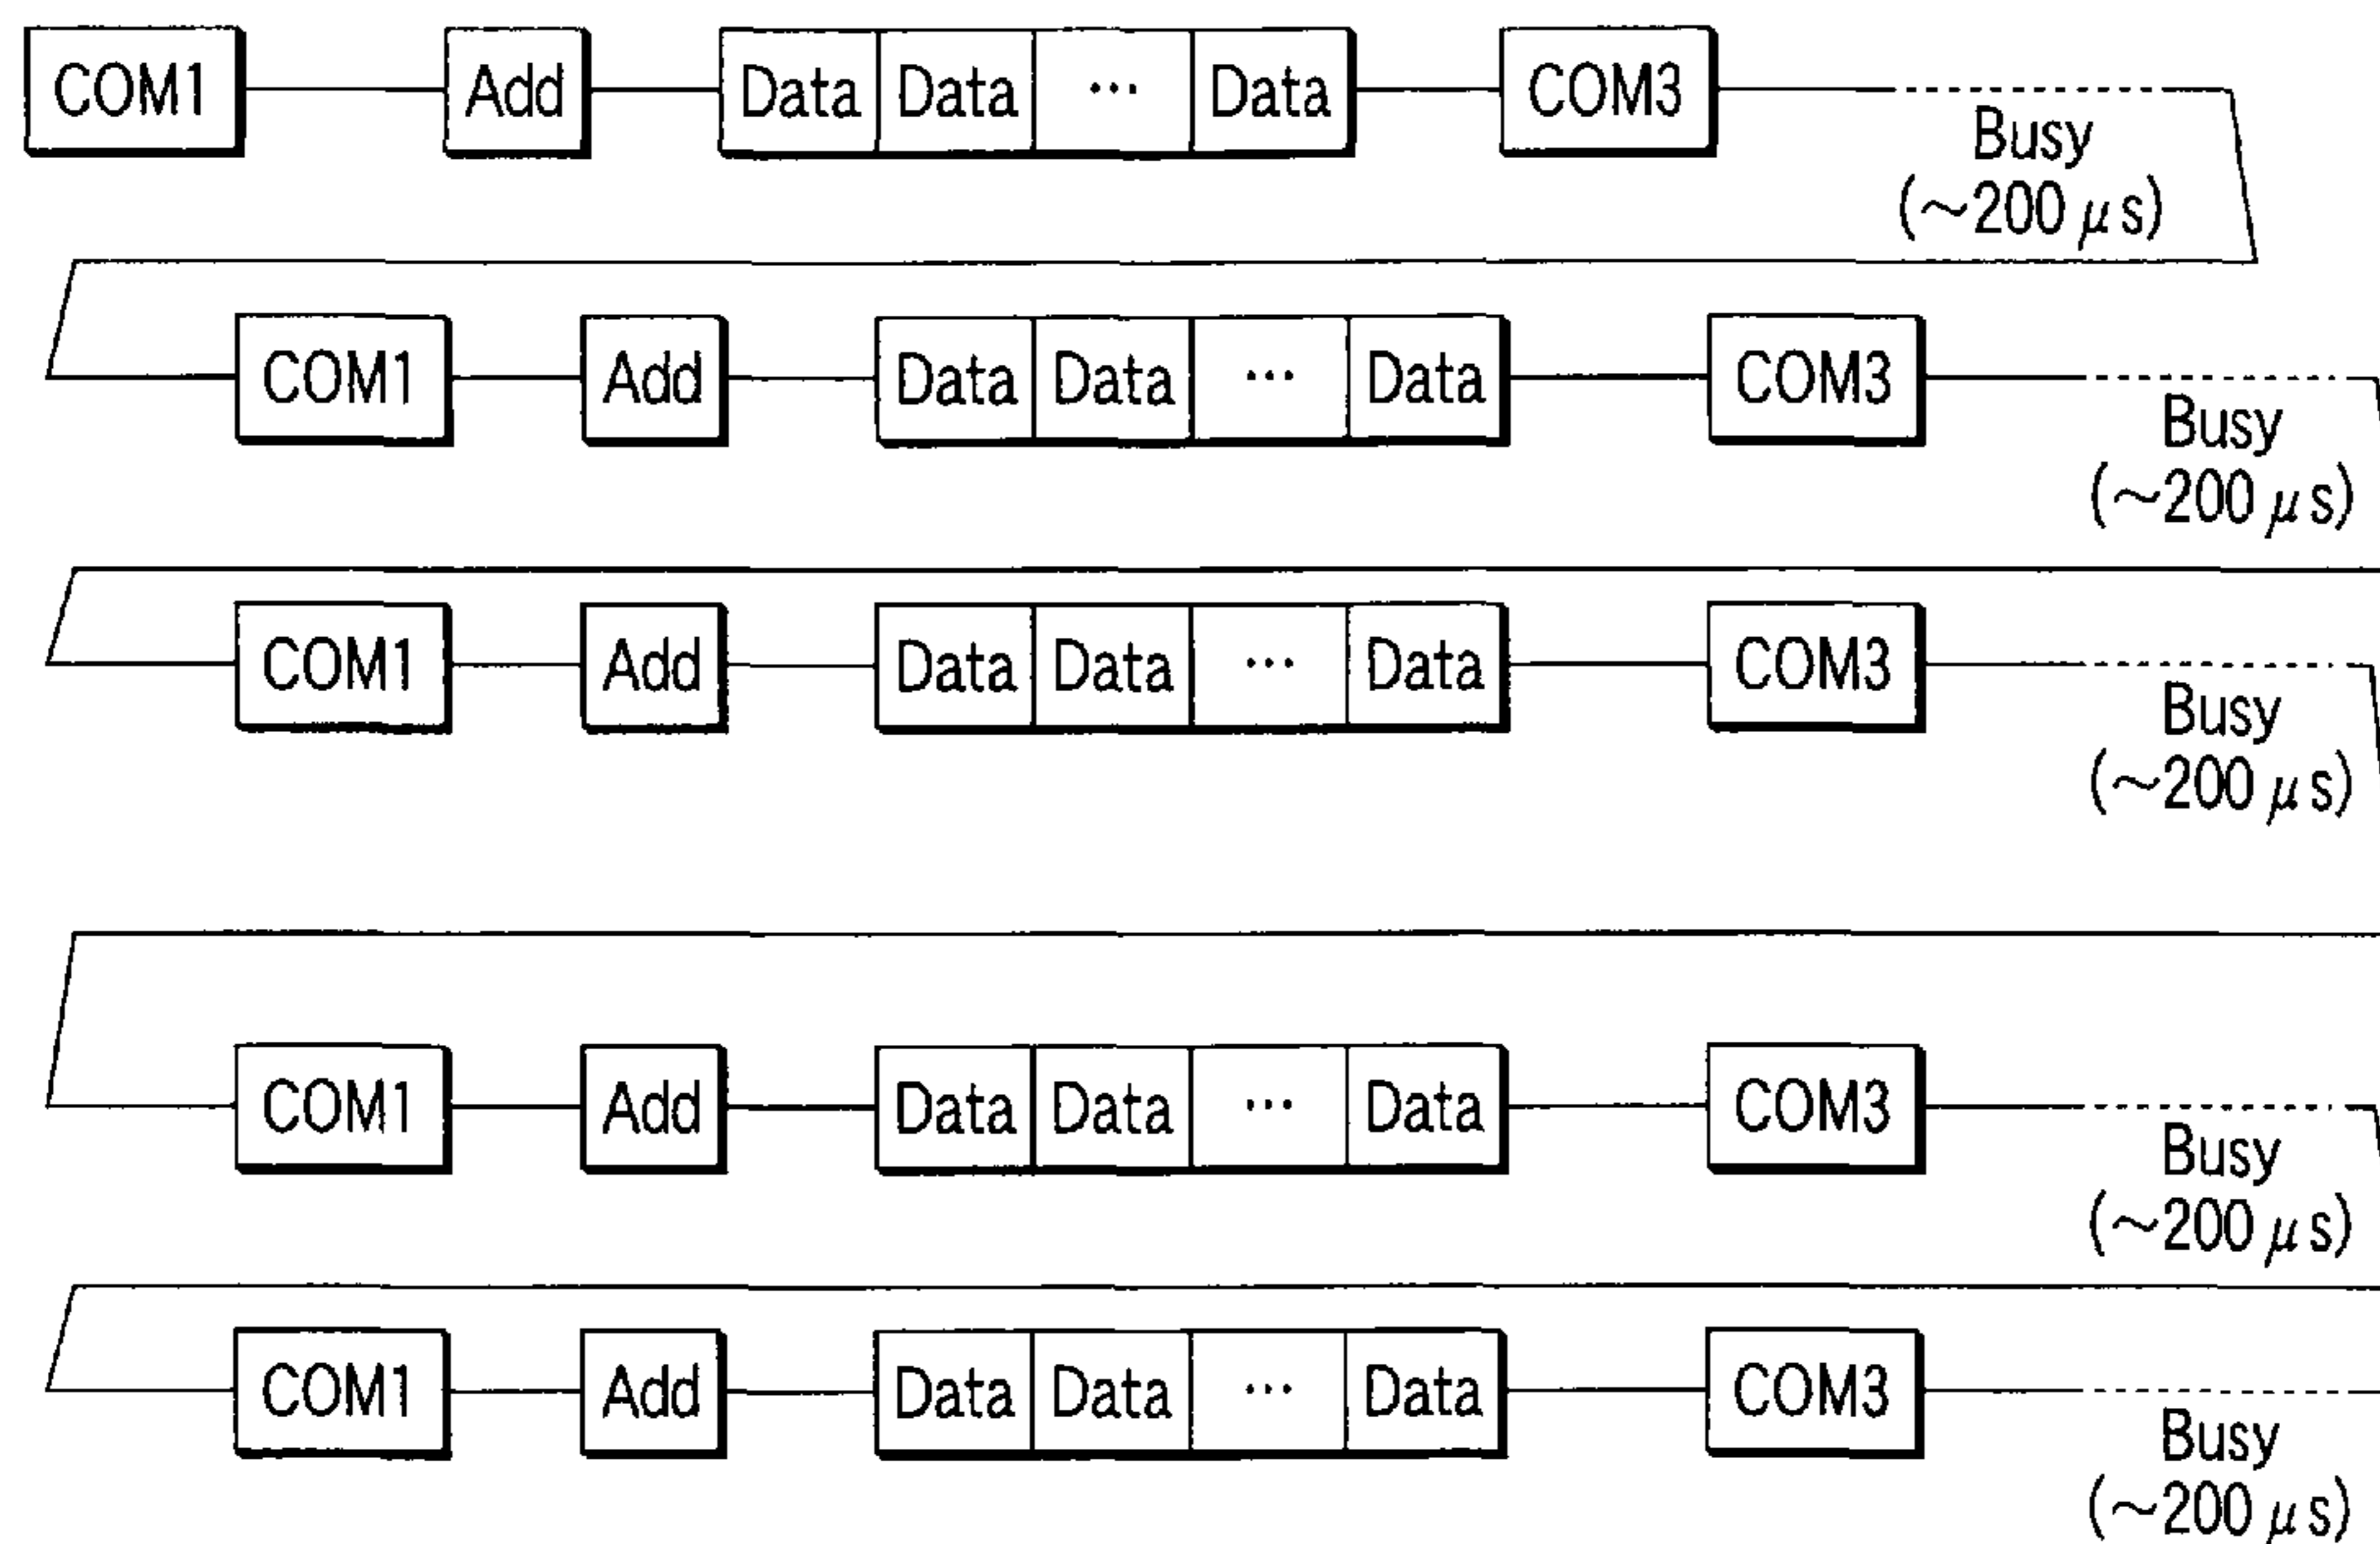 COM1 Add Data Data ... Data COM3
Busy
(~200 μs)
COM1 Add Data Data ... Data COM3
Busy
(~200 μs)
COM1 Add Data Data ... Data COM3
Busy
(~200 μs)
COM1 Add Data Data ... Data COM3
Busy
(~200 μs)
COM1 Add Data Data ... Data COM3
Busy
(~200 μs)